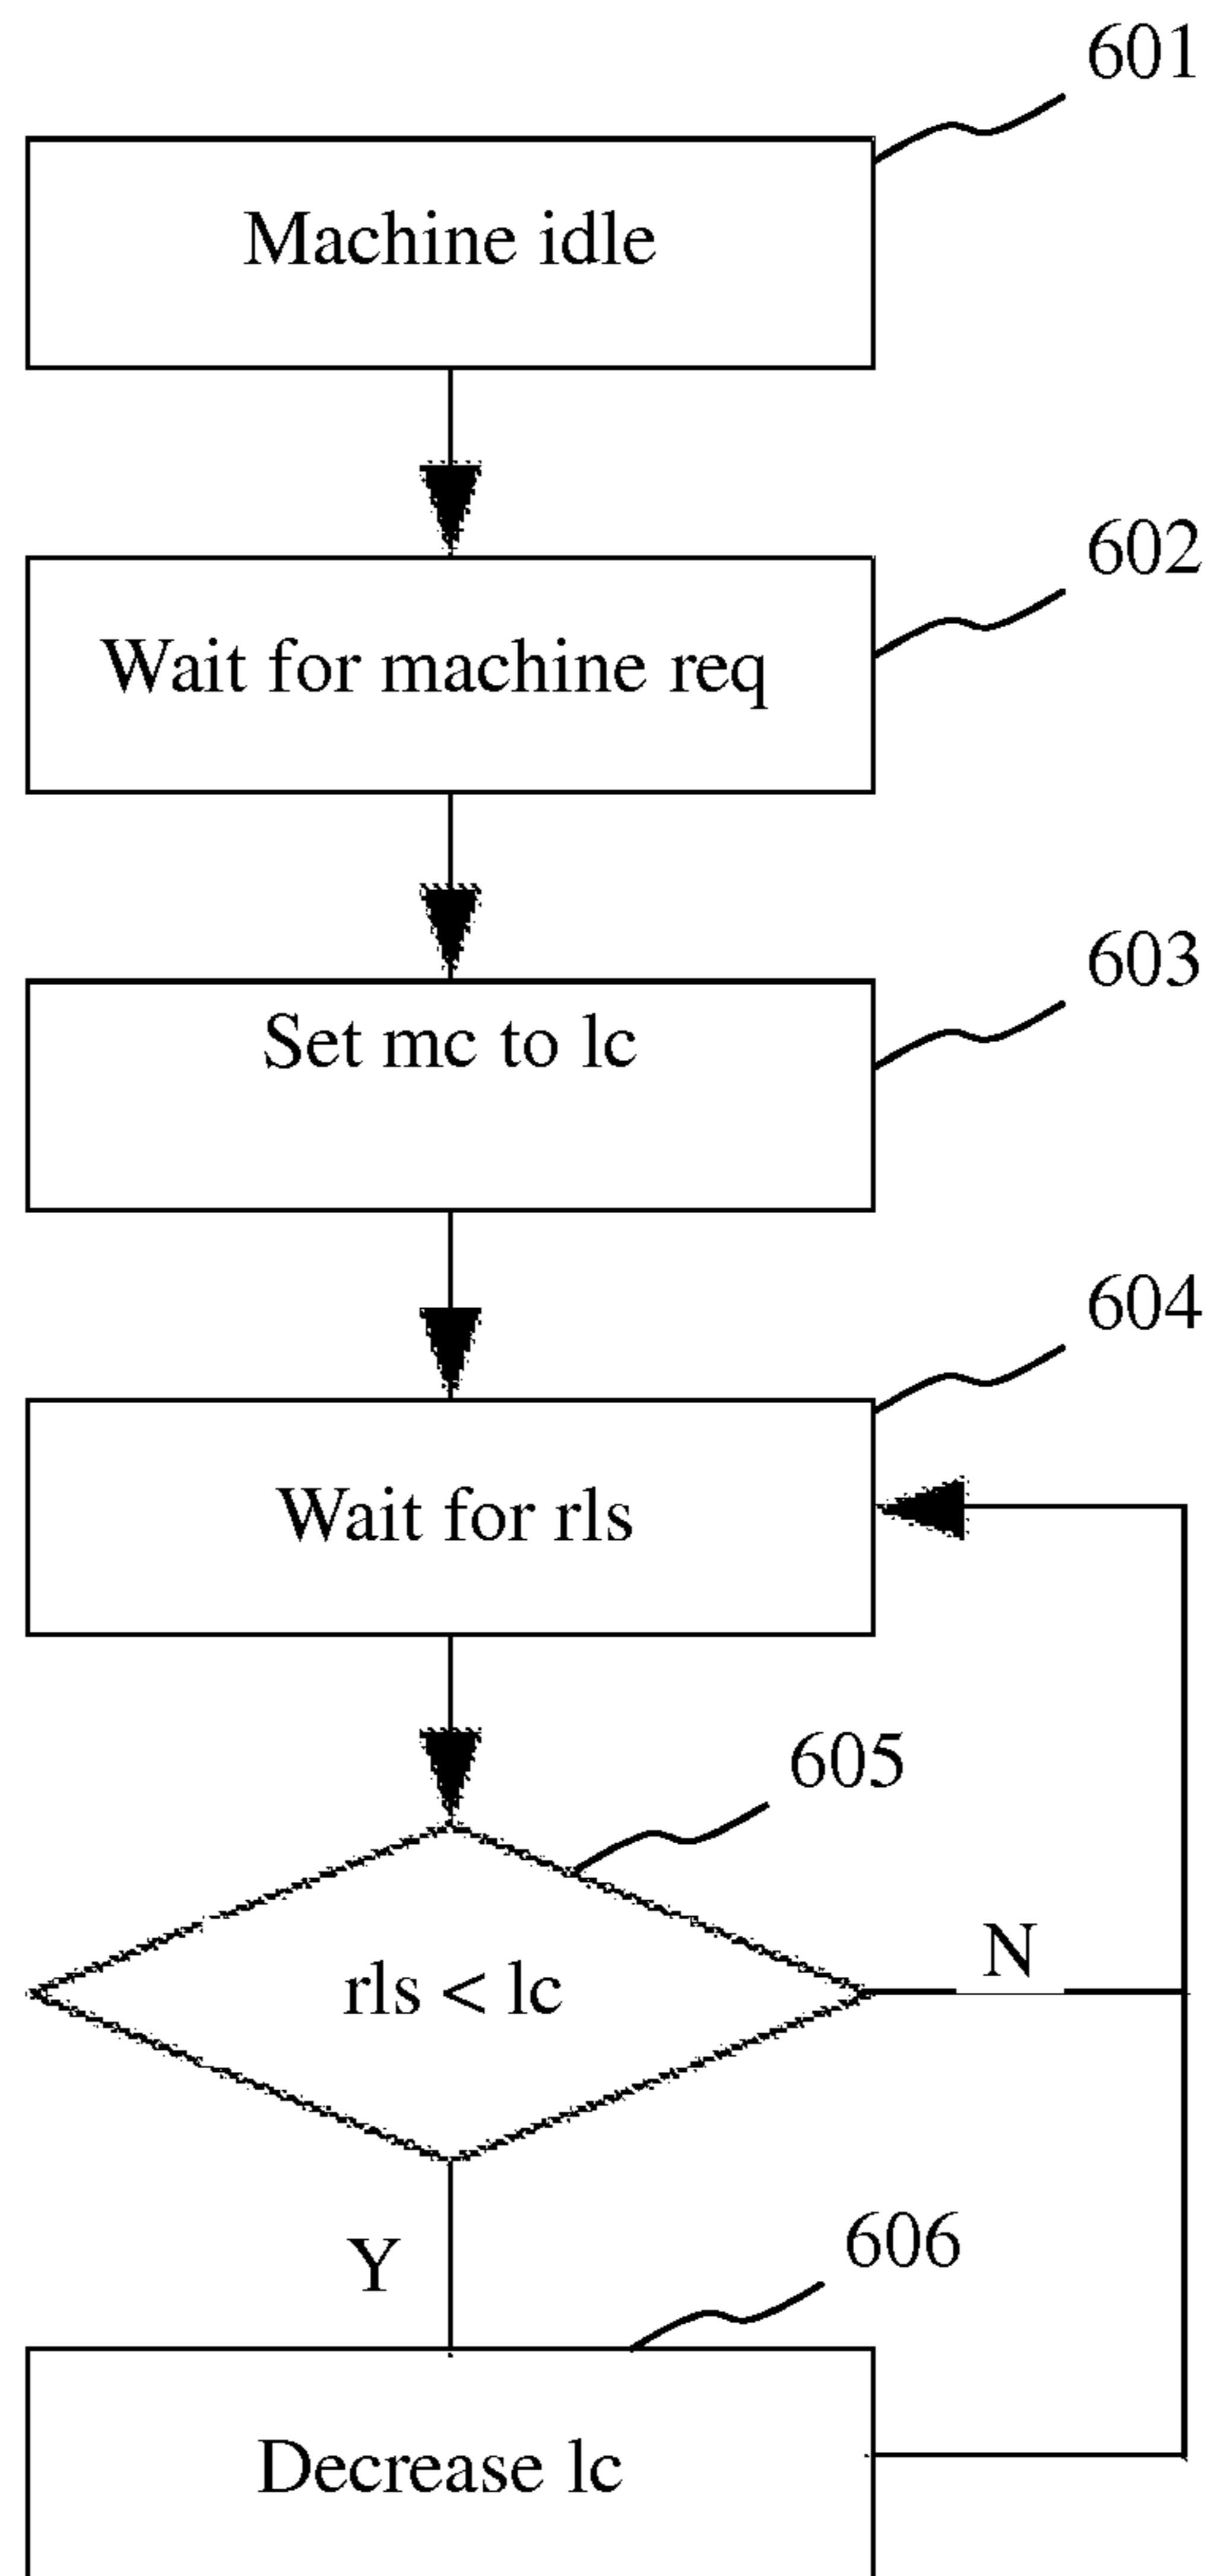 601
Machine idle
602
Wait for machine req
603
Set mc to lc
604
Wait for rls
605
rls < lc
N
Y
606
Decrease lc